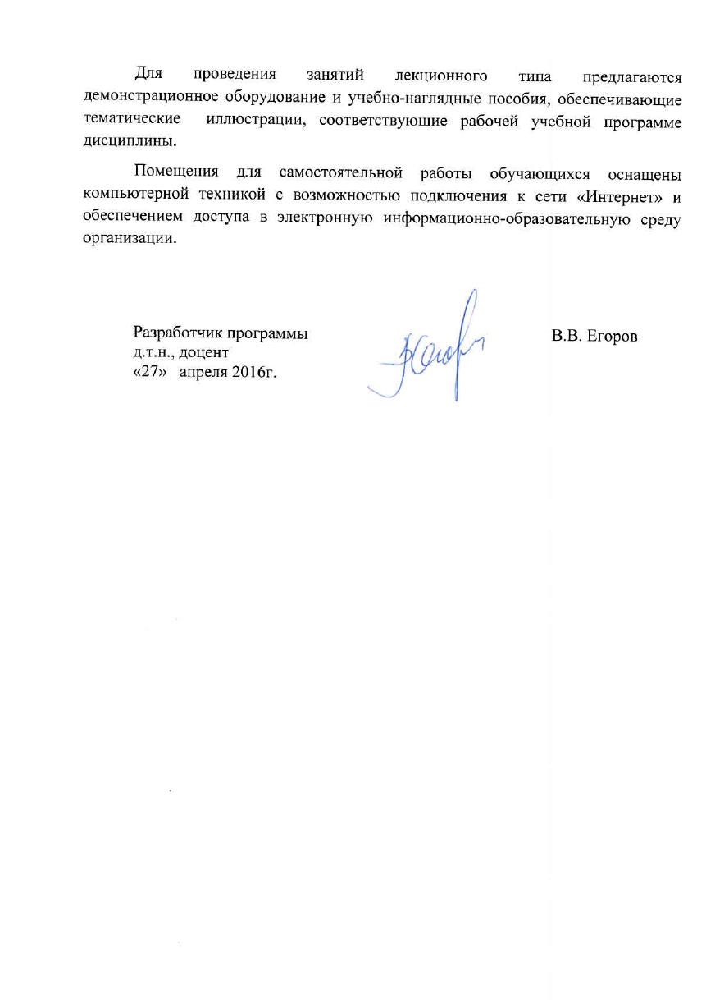 Для проведения занятий лекционного типа предлагаются
демонстрационное оборудование и учебно-наглядные пособия, обеспечивающие
тематические иллюстрации, соответствующие рабочей учебной программе
дисциплины.
Помещения для самостоятельной работы обучающихся оснащены
компьютерной техникой с возможностью подключения к сети «Интернет» и
обеспечением доступа в электронную информационно-образовательную среду
организации.
Разработчик программы В.В. Егоров
д.т.н., доцент
«27» апреля 2016г.